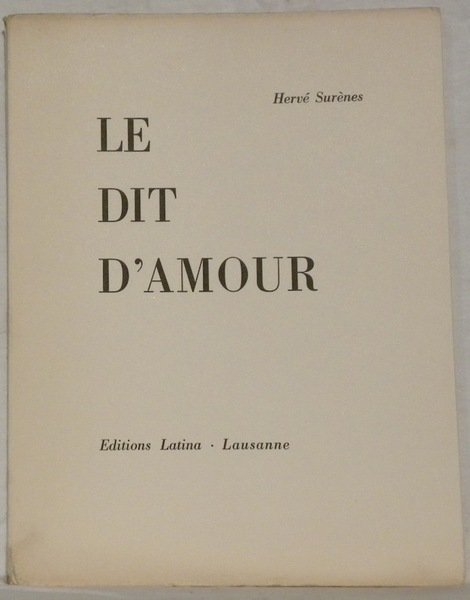 Hervé Surènes
LE
DIT
D'AMOUR
Editions Latina · Lausanne